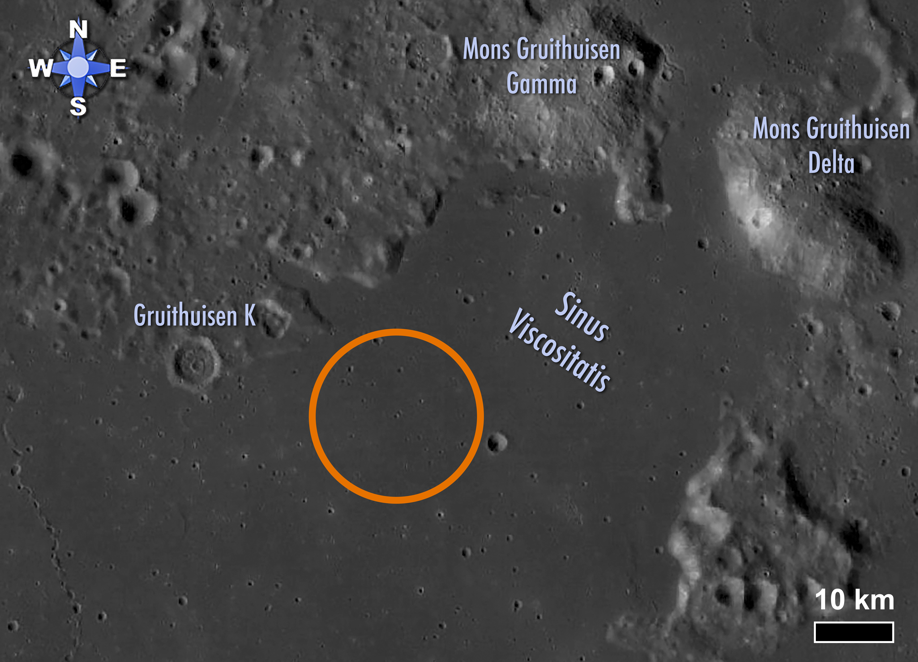 N
W E
S
Mons Gruithuisen
Gamma
Mons Gruithuisen
Delta
Gruithuisen K
Sinus
Viscositatis
10 km